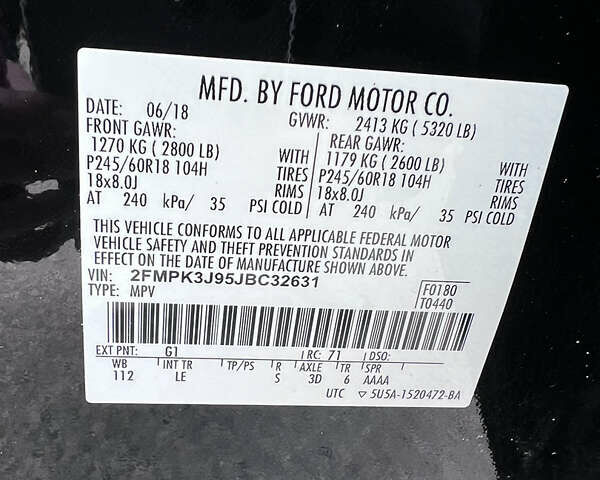 MFD. BY FORD MOTOR CO.
DATE: 06/18 GVWR: 2413 KG ( 5320 LB)
FRONT GAWR: REAR GAWR:
1270 KG ( 2800 LB) WITH 1179 KG ( 2600 LB) WITH
P245/60R18 104H TIRES P245/60R18 104H TIRES
18x8.0J RIMS 18x8.0J RIMS
AT 240 kPa/ 35 PSI COLD AT 240 kPa/ 35 PSI COLD
THIS VEHICLE CONFORMS TO ALL APPLICABLE FEDERAL MOTOR
VEHICLE SAFETY AND THEFT PREVENTION STANDARDS IN
EFFECT ON THE DATE OF MANUFACTURE SHOWN ABOVE.
VIN: 2FMPK3J95JBC32631 F0180
TYPE: MPV T0440
EXT PNT: G1 RC: 71 DSO:
WB INT TR TP/PS R AXLE TR SPR
112 LE S 3D 6 AAAA
UTC ▽ 5U5A-1520472-BA